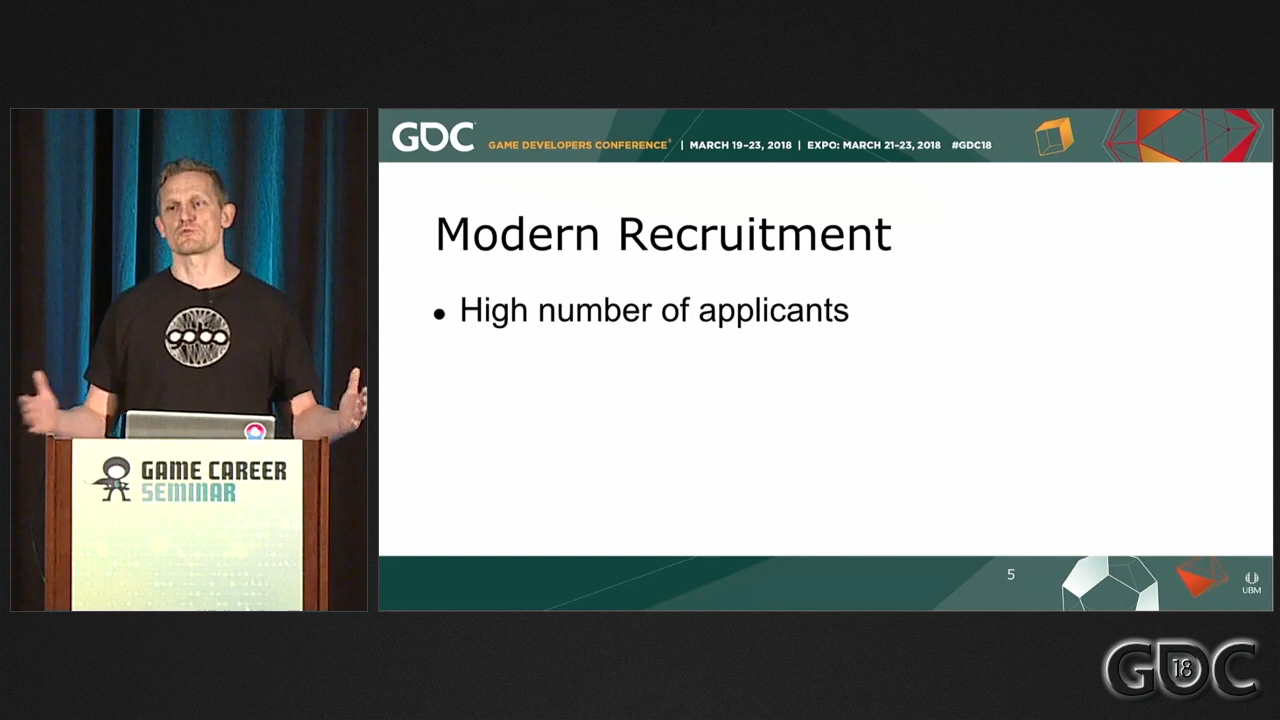 GDC
GAME DEVELOPERS CONFERENCE® | MARCH 19–23, 2018 | EXPO: MARCH 21–23, 2018 #GDC18
Modern Recruitment
• High number of applicants
GAME CAREER
SEMINAR
5
UBM
GDC
18